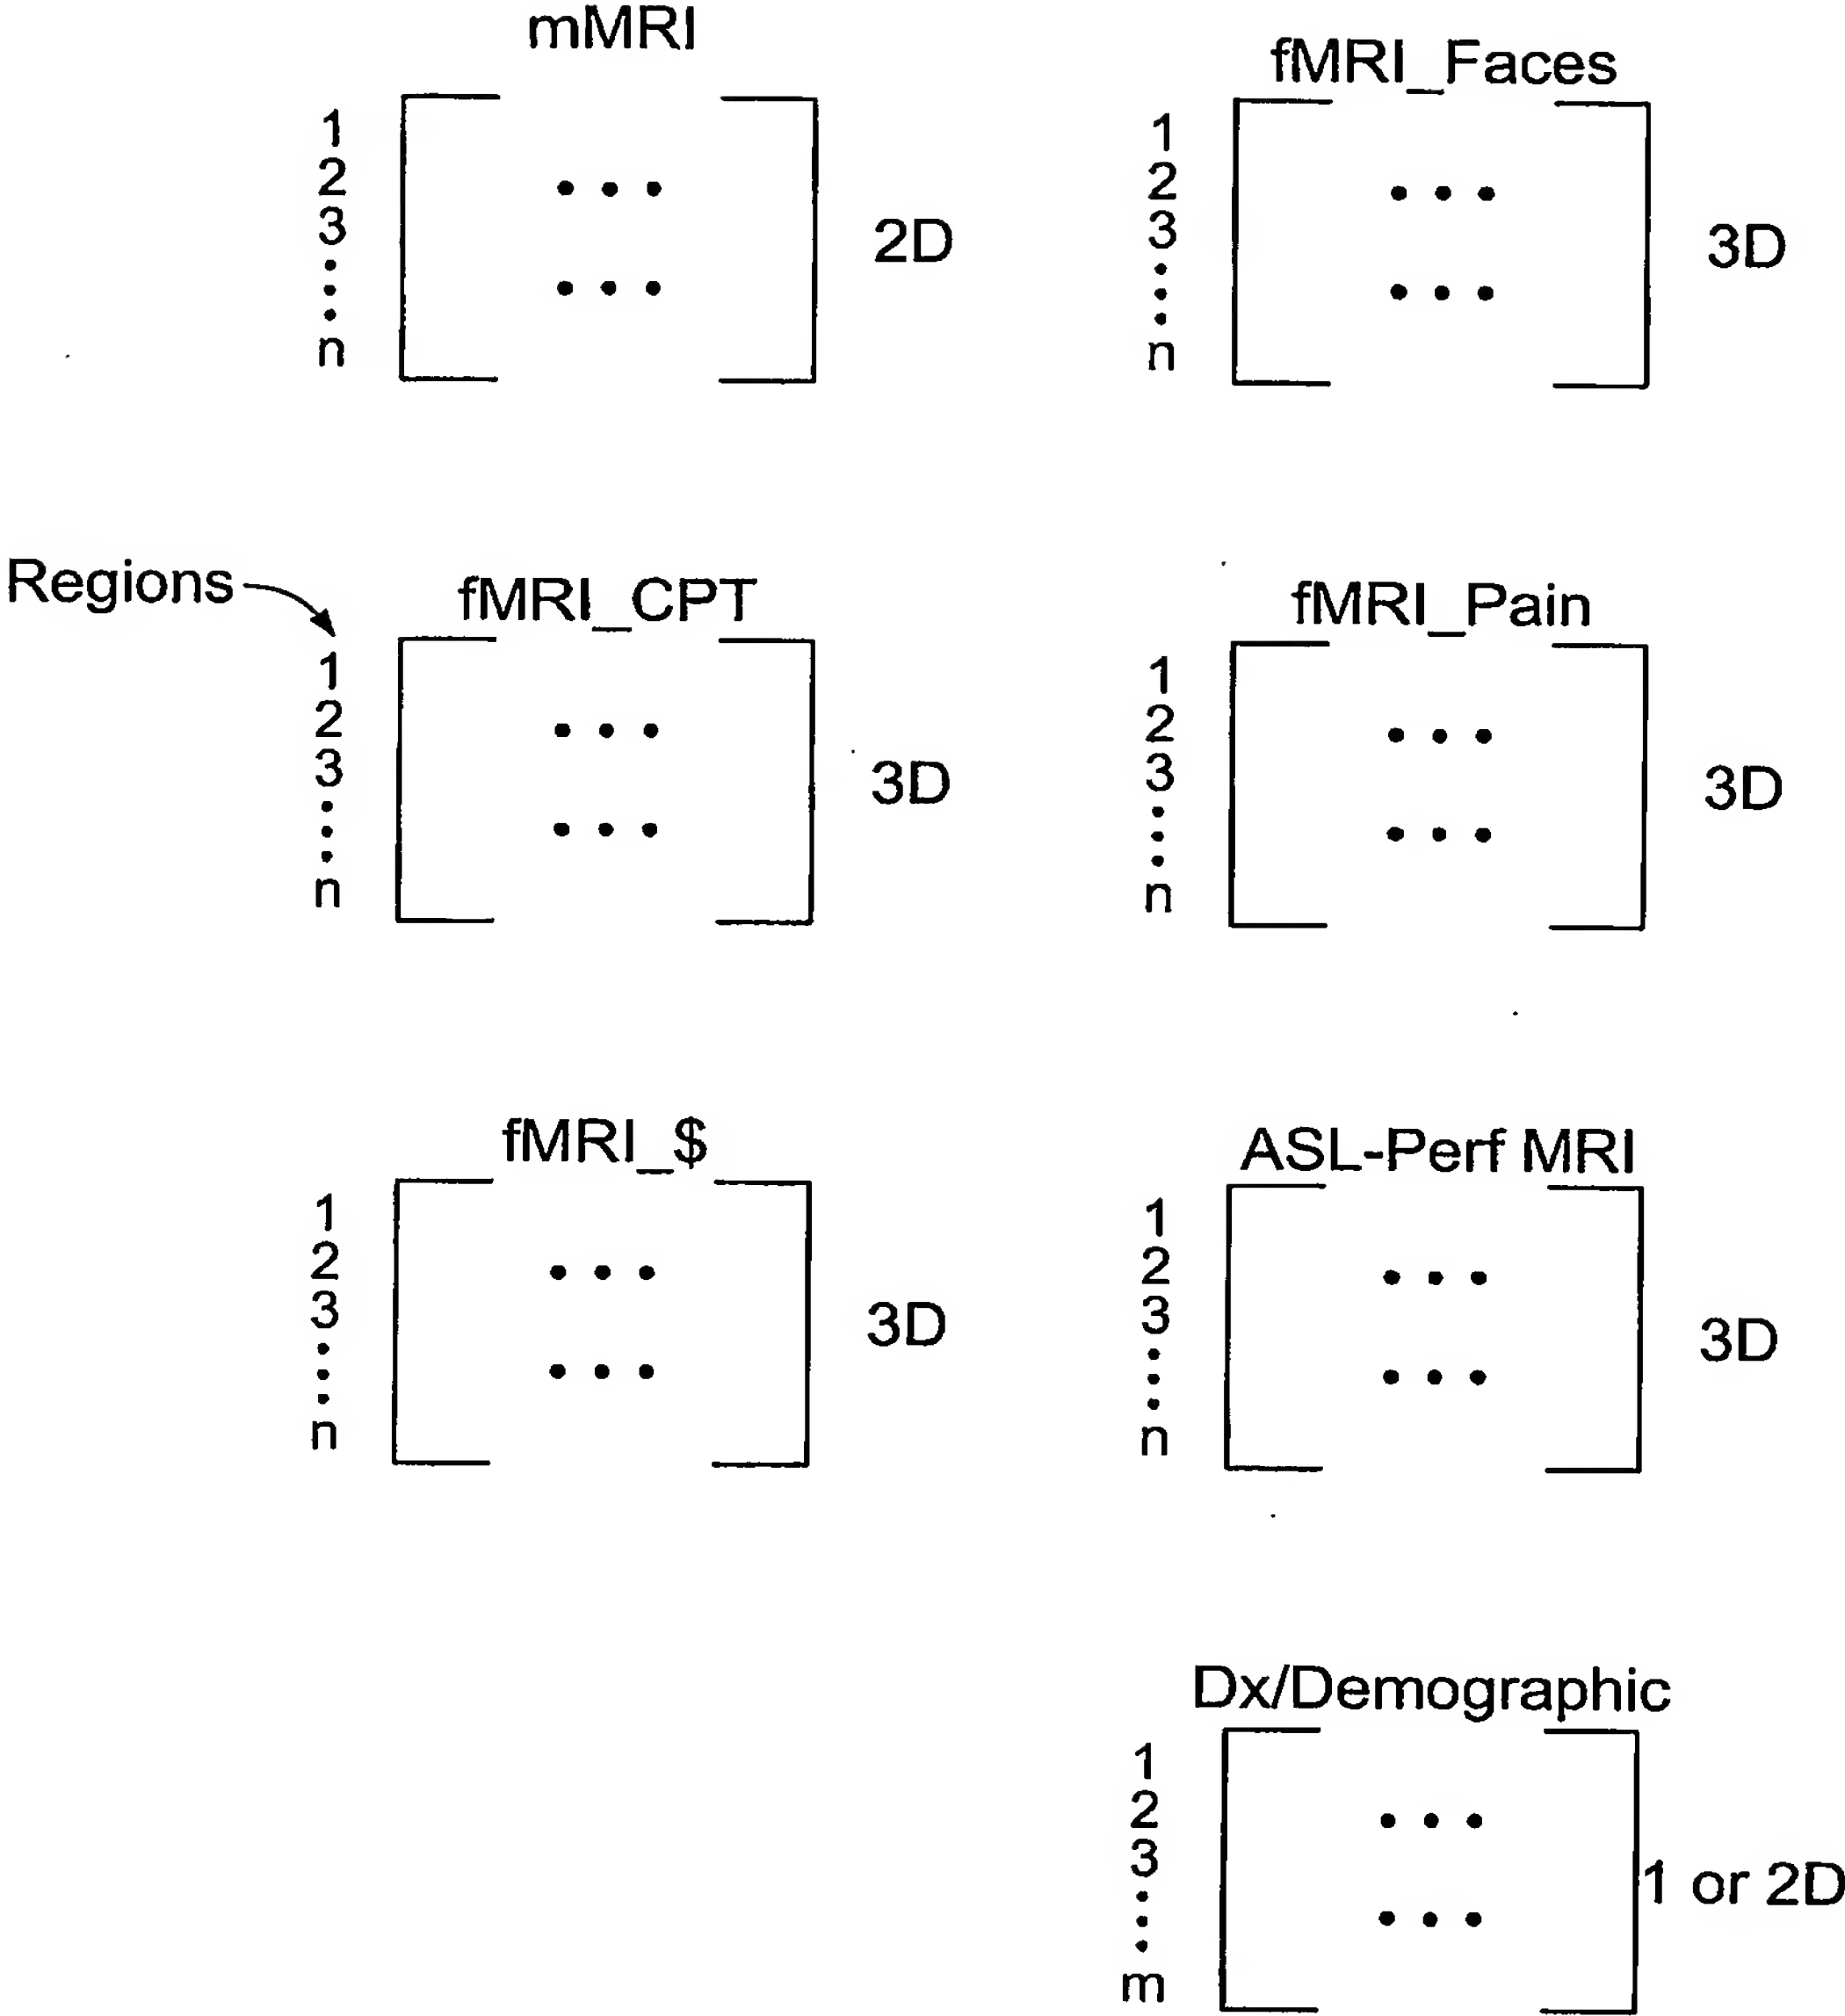 mMRI
1
2
3
n
2D
fMRI_Faces
1
2
3
n
3D
Regions
fMRI_CPT
1
2
3
n
3D
fMRI_Pain
1
2
3
n
3D
fMRI_$
1
2
3
n
3D
ASL-Perf MRI
1
2
3
n
3D
Dx/Demographic
1
2
3
m
1 or 2D